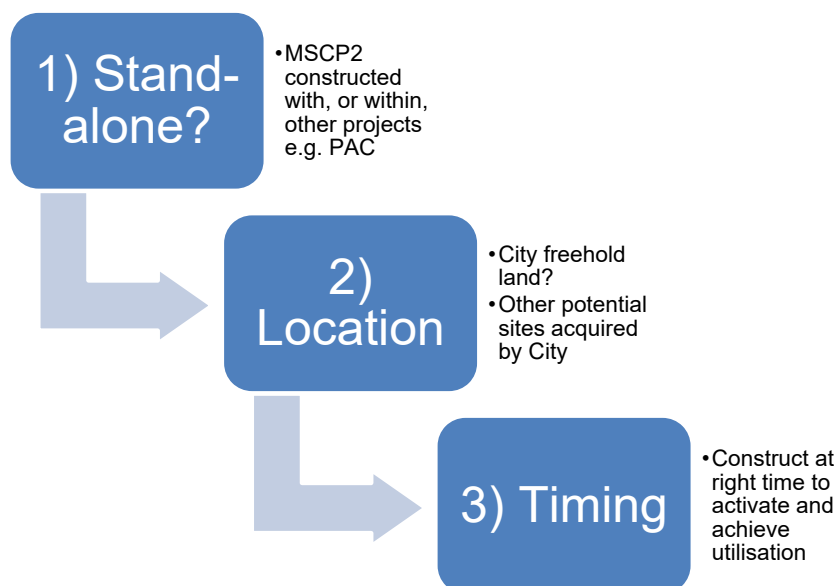 1) Stand-
alone?
•MSCP2
constructed
with, or within,
other projects
e.g. PAC
2)
Location
•City freehold
land?
•Other potential
sites acquired
by City
3) Timing
•Construct at
right time to
activate and
achieve
utilisation